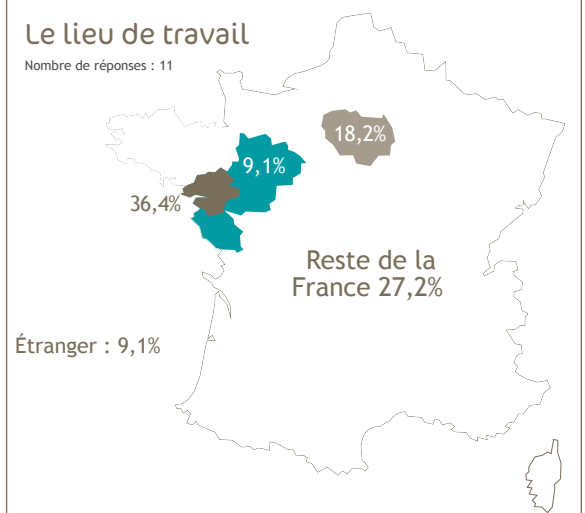 Le lieu de travail
Nombre de réponses : 11
18,2%
9,1%
36,4%
Reste de la
France 27,2%
Étranger : 9,1%